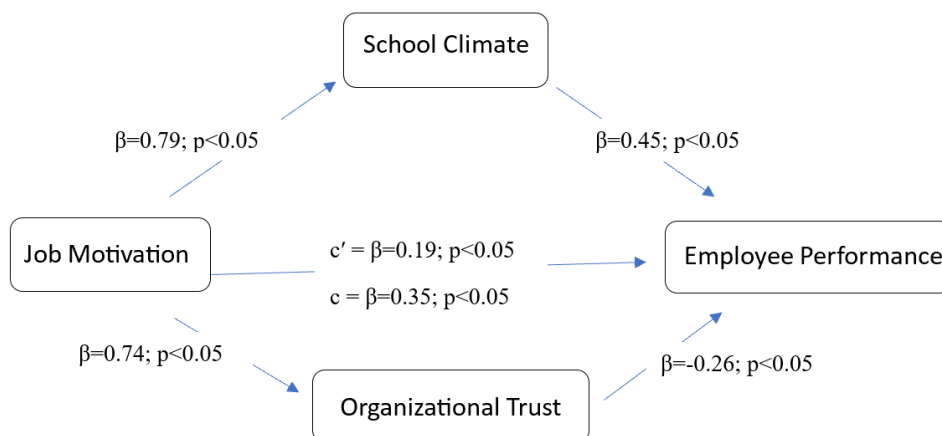 School Climate
β=0.79; p<0.05
β=0.45; p<0.05
Job Motivation
c′ = β=0.19; p<0.05
c = β=0.35; p<0.05
Employee Performance
β=0.74; p<0.05
β=-0.26; p<0.05
Organizational Trust